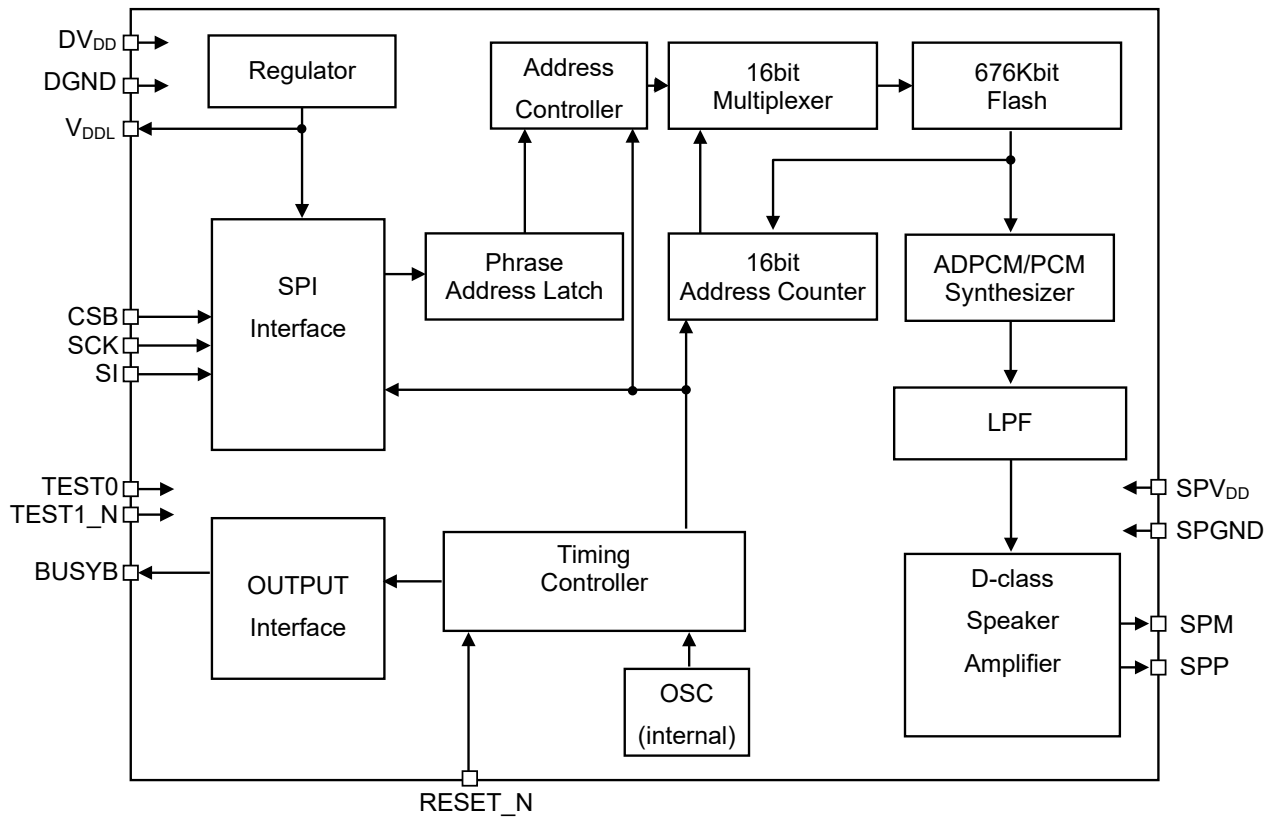 DVDD
DGND
VDDL
CSB
SCK
SI
TEST0
TEST1_N
BUSYB
Regulator
SPI
Interface
OUTPUT
Interface
Address
Controller
Phrase
Address Latch
16bit
Multiplexer
16bit
Address Counter
676Kbit
Flash
ADPCM/PCM
Synthesizer
LPF
Timing
Controller
OSC
(internal)
D-class
Speaker
Amplifier
SPVDD
SPGND
SPM
SPP
RESET_N